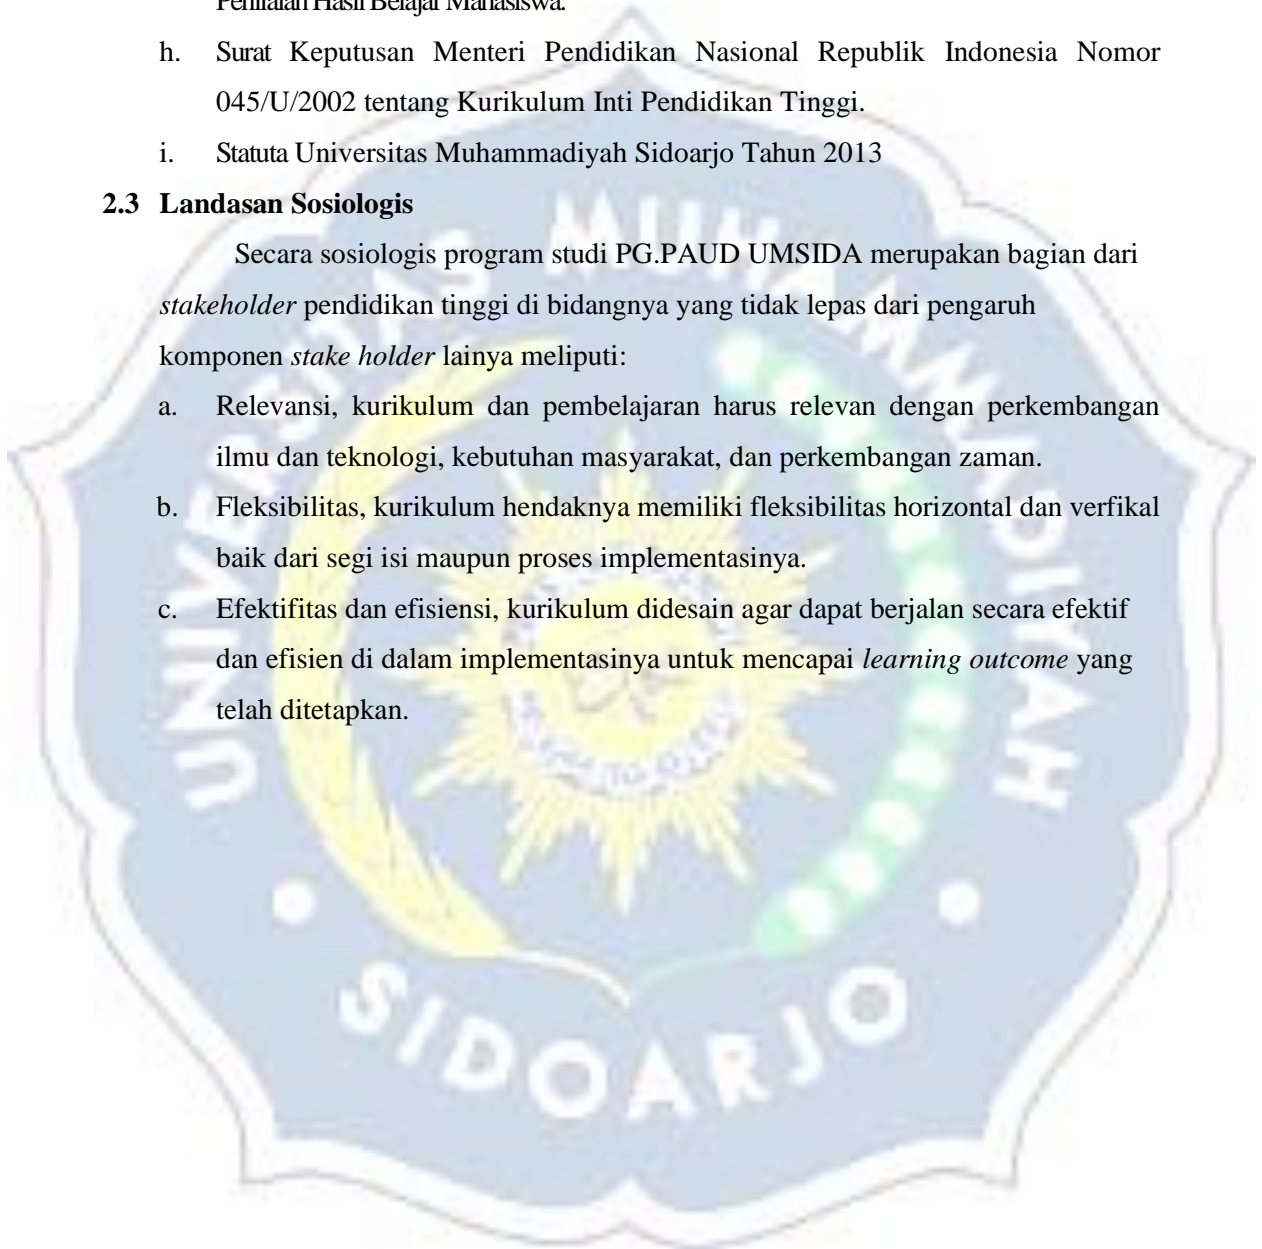 Penilaian Hasil Belajar Mahasiswa.
h. Surat Keputusan Menteri Pendidikan Nasional Republik Indonesia Nomor
045/U/2002 tentang Kurikulum Inti Pendidikan Tinggi.
i. Statuta Universitas Muhammadiyah Sidoarjo Tahun 2013
2.3 Landasan Sosiologis
Secara sosiologis program studi PG.PAUD UMSIDA merupakan bagian dari
stakeholder pendidikan tinggi di bidangnya yang tidak lepas dari pengaruh
komponen stake holder lainya meliputi:
a. Relevansi, kurikulum dan pembelajaran harus relevan dengan perkembangan
ilmu dan teknologi, kebutuhan masyarakat, dan perkembangan zaman.
b. Fleksibilitas, kurikulum hendaknya memiliki fleksibilitas horizontal dan verfikal
baik dari segi isi maupun proses implementasinya.
c. Efektifitas dan efisiensi, kurikulum didesain agar dapat berjalan secara efektif
dan efisien di dalam implementasinya untuk mencapai learning outcome yang
telah ditetapkan.
UNIVERSITAS MUHAMMADIYAH
SIDOARJO